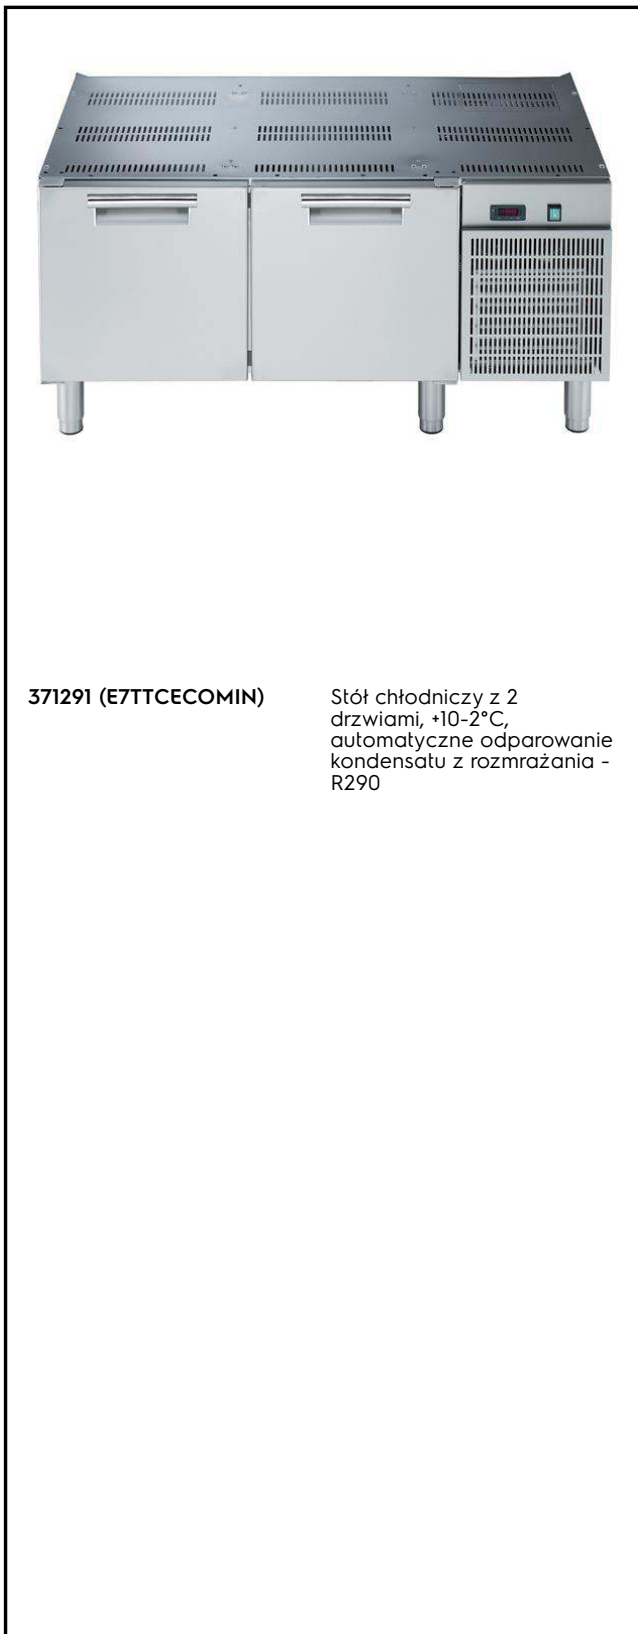 371291 (E7TTCECOMIN)
Stół chłodniczy z 2
drzwiami, +10-2°C,
automatyczne odparowanie
kondensatu z rozmrażania -
R290